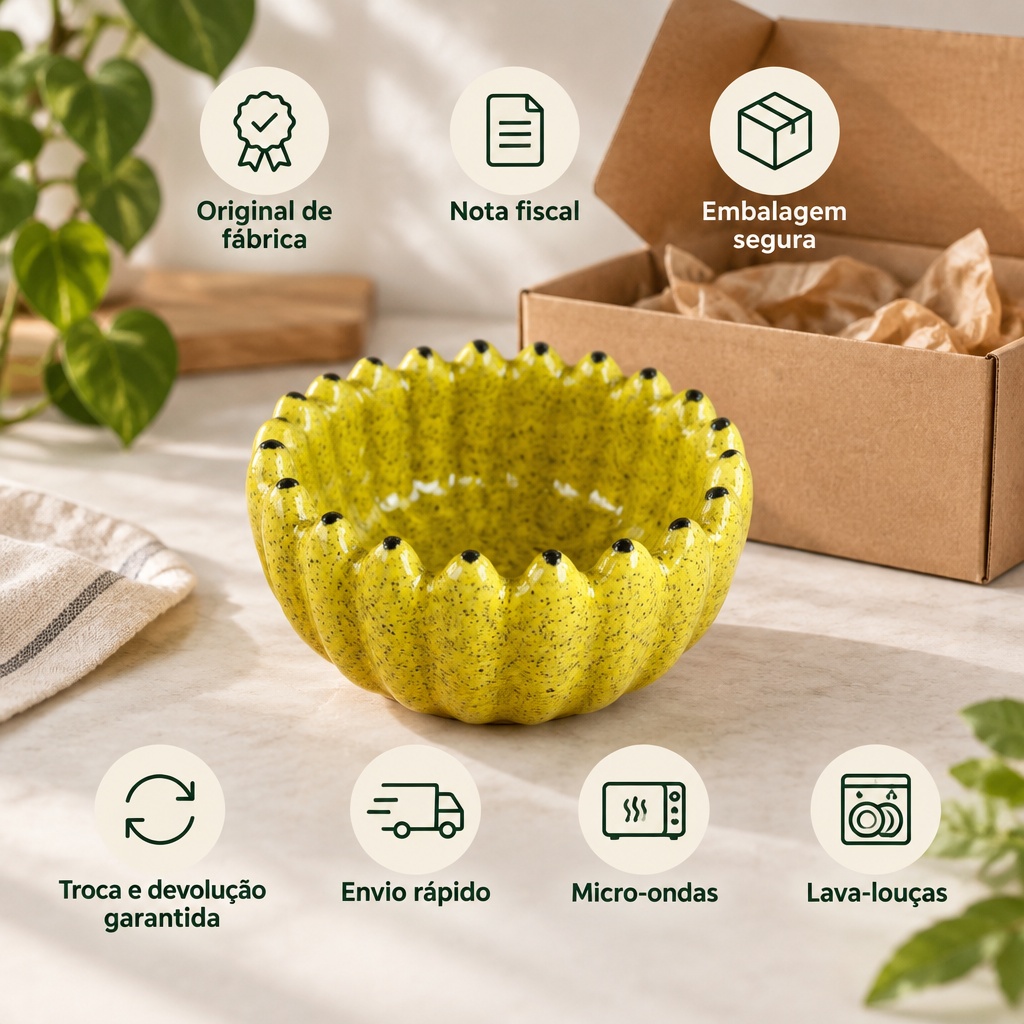 Original de
fábrica
Nota fiscal
Embalagem
segura
Troca e devolução
garantida
Envio rápido
Micro-ondas
Lava-louças